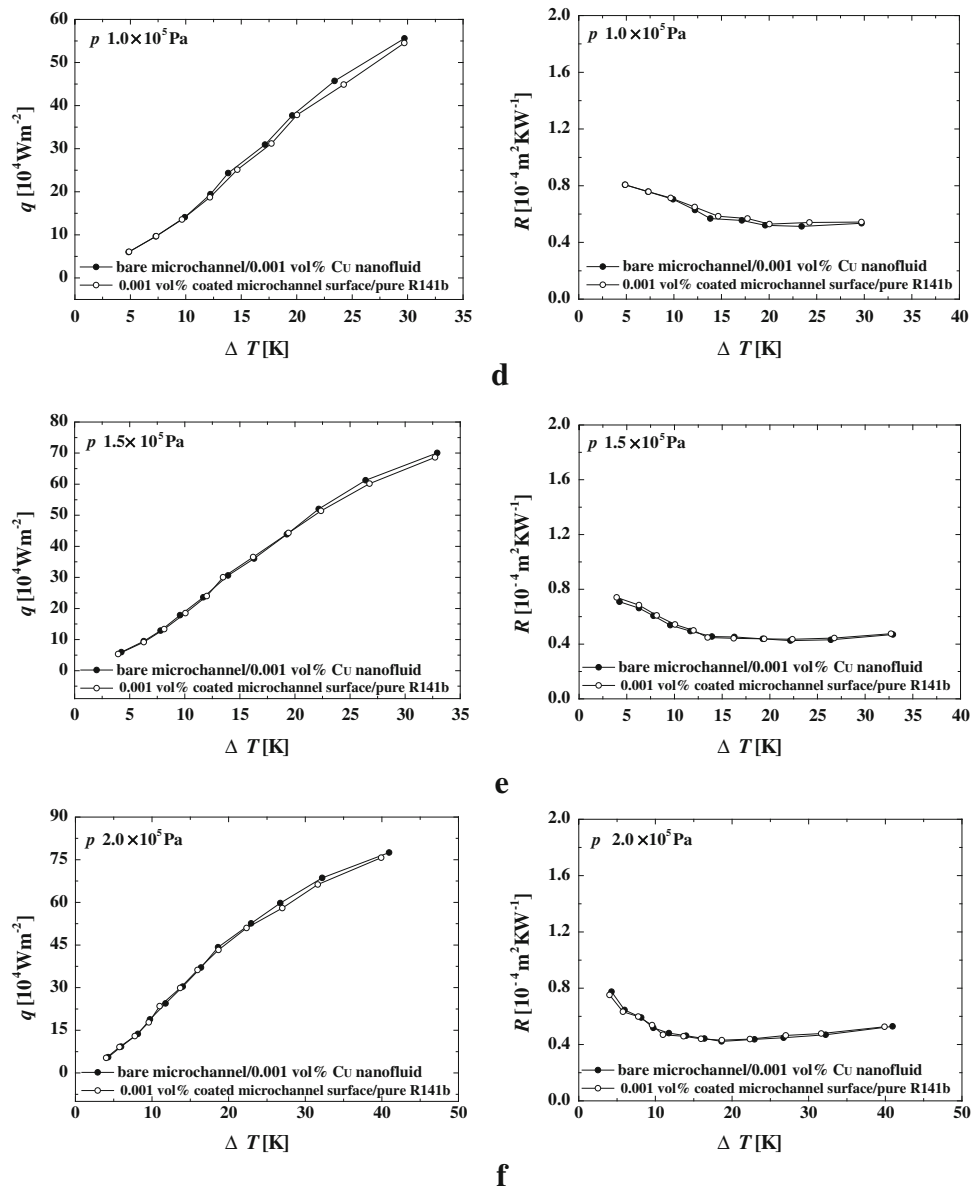 p 1.0×10⁵Pa
q [10⁴Wm⁻²]
60
50
40
30
20
10
0
bare microchannel/0.001 vol% Cu nanofluid
0.001 vol% coated microchannel surface/pure R141b
0 5 10 15 20 25 30 35
Δ T [K]
p 1.0×10⁵Pa
R [10⁻⁴m²KW⁻¹]
2.0
1.6
1.2
0.8
0.4
0.0
bare microchannel/0.001 vol% Cu nanofluid
0.001 vol% coated microchannel surface/pure R141b
0 5 10 15 20 25 30 35 40
Δ T [K]
d
p 1.5×10⁵Pa
q [10⁴Wm⁻²]
80
70
60
50
40
30
20
10
0
bare microchannel/0.001 vol% Cu nanofluid
0.001 vol% coated microchannel surface/pure R141b
0 5 10 15 20 25 30 35
Δ T [K]
p 1.5×10⁵Pa
R [10⁻⁴m²KW⁻¹]
2.0
1.6
1.2
0.8
0.4
0.0
bare microchannel/0.001 vol% Cu nanofluid
0.001 vol% coated microchannel surface/pure R141b
0 5 10 15 20 25 30 35 40
Δ T [K]
e
p 2.0×10⁵Pa
q [10⁴Wm⁻²]
90
75
60
45
30
15
0
bare microchannel/0.001 vol% Cu nanofluid
0.001 vol% coated microchannel surface/pure R141b
0 10 20 30 40 50
Δ T [K]
p 2.0×10⁵Pa
R [10⁻⁴m²KW⁻¹]
2.0
1.6
1.2
0.8
0.4
0.0
bare microchannel/0.001 vol% Cu nanofluid
0.001 vol% coated microchannel surface/pure R141b
0 10 20 30 40 50
Δ T [K]
f